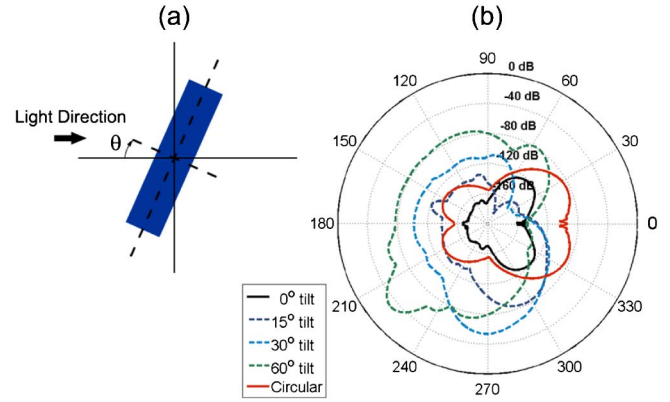 (a)
(b)
Light Direction
θ
90
120
60
150
30
180
0
210
330
240
300
270
0 dB
-40 dB
-80 dB
-120 dB
-160 dB
0° tilt
15° tilt
30° tilt
60° tilt
Circular